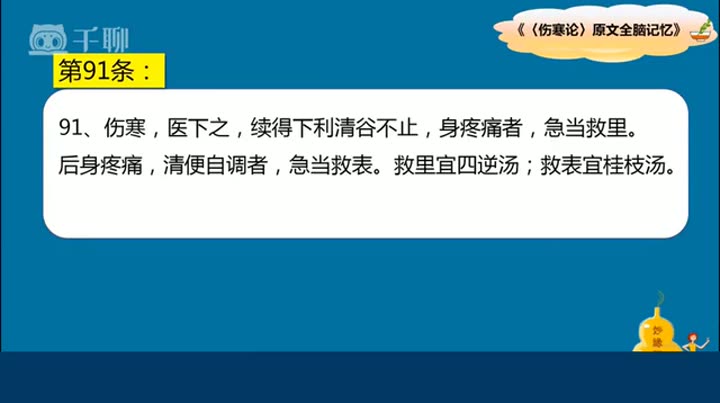 千聊
《〈伤寒论〉原文全脑记忆》
第91条：
91、伤寒，医下之，续得下利清谷不止，身疼痛者，急当救里。
后身疼痛，清便自调者，急当救表。救里宜四逆汤；救表宜桂枝汤。